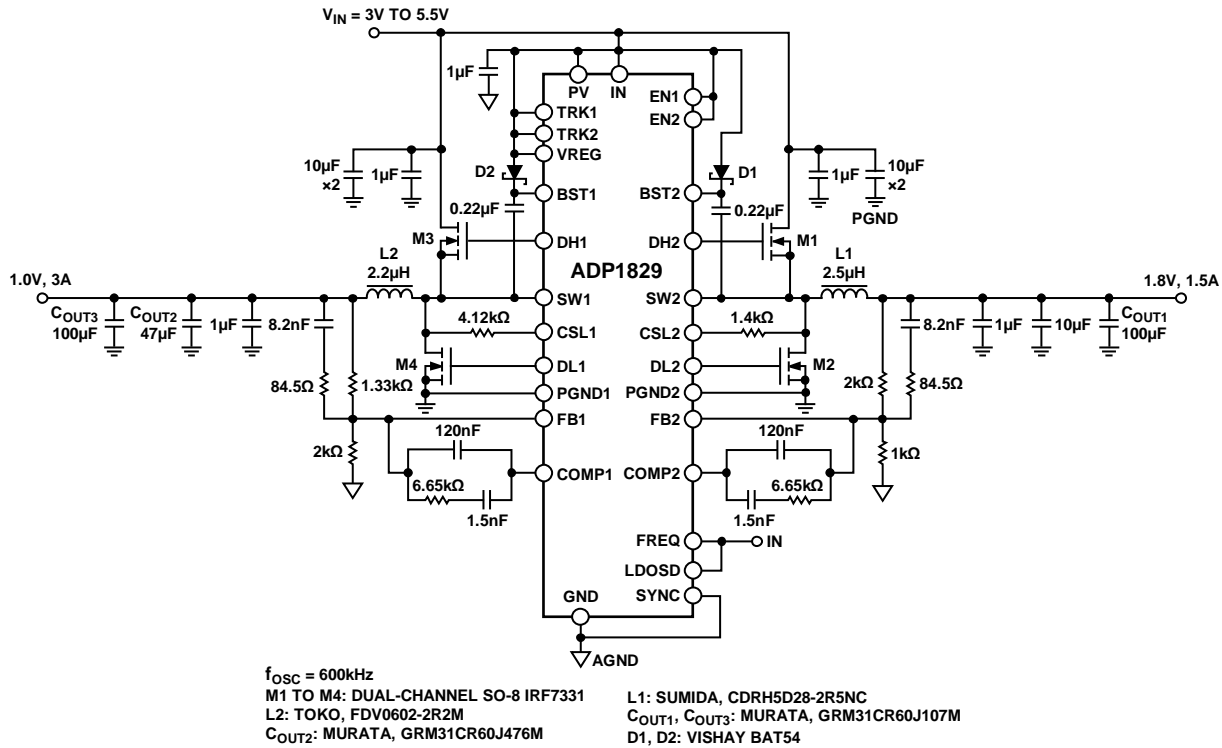 V_IN = 3V TO 5.5V
1µF
PV
IN
EN1
EN2
TRK1
TRK2
VREG
10µF
×2
1µF
D2
D1
1µF
10µF
×2
PGND
BST1
BST2
0.22µF
0.22µF
M3
DH1
DH2
M1
ADP1829
1.0V, 3A
L2
2.2µH
SW1
SW2
L1
2.5µH
1.8V, 1.5A
C_OUT3
100µF
C_OUT2
47µF
1µF
8.2nF
4.12kΩ
CSL1
CSL2
1.4kΩ
8.2nF
1µF
10µF
C_OUT1
100µF
M4
DL1
DL2
M2
84.5Ω
1.33kΩ
PGND1
PGND2
2kΩ
84.5Ω
FB1
FB2
2kΩ
120nF
120nF
1kΩ
COMP1
COMP2
6.65kΩ
6.65kΩ
1.5nF
1.5nF
FREQ
IN
LDOSD
GND
SYNC
AGND
f_OSC = 600kHz
M1 TO M4: DUAL-CHANNEL SO-8 IRF7331
L2: TOKO, FDV0602-2R2M
C_OUT2: MURATA, GRM31CR60J476M
L1: SUMIDA, CDRH5D28-2R5NC
C_OUT1, C_OUT3: MURATA, GRM31CR60J107M
D1, D2: VISHAY BAT54